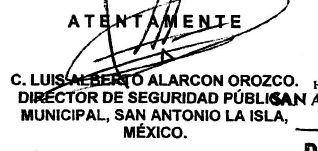 ATENTAMENTE
C. LUIS ALBERTO ALARCON OROZCO.
DIRECTOR DE SEGURIDAD PÚBLICA
MUNICIPAL, SAN ANTONIO LA ISLA,
MÉXICO.